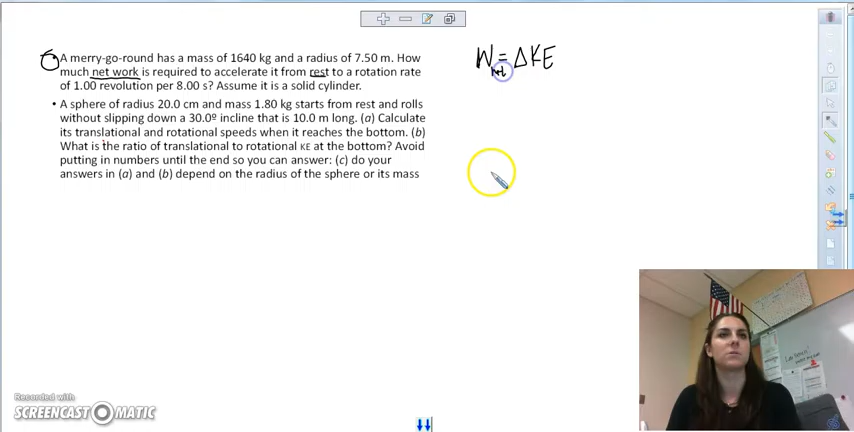 A merry-go-round has a mass of 1640 kg and a radius of 7.50 m. How
much net work is required to accelerate it from rest to a rotation rate
of 1.00 revolution per 8.00 s? Assume it is a solid cylinder.
• A sphere of radius 20.0 cm and mass 1.80 kg starts from rest and rolls
without slipping down a 30.0º incline that is 10.0 m long. (a) Calculate
its translational and rotational speeds when it reaches the bottom. (b)
What is the ratio of translational to rotational KE at the bottom? Avoid
putting in numbers until the end so you can answer: (c) do your
answers in (a) and (b) depend on the radius of the sphere or its mass
W net = ΔKE
Recorded with
SCREENCAST O MATIC